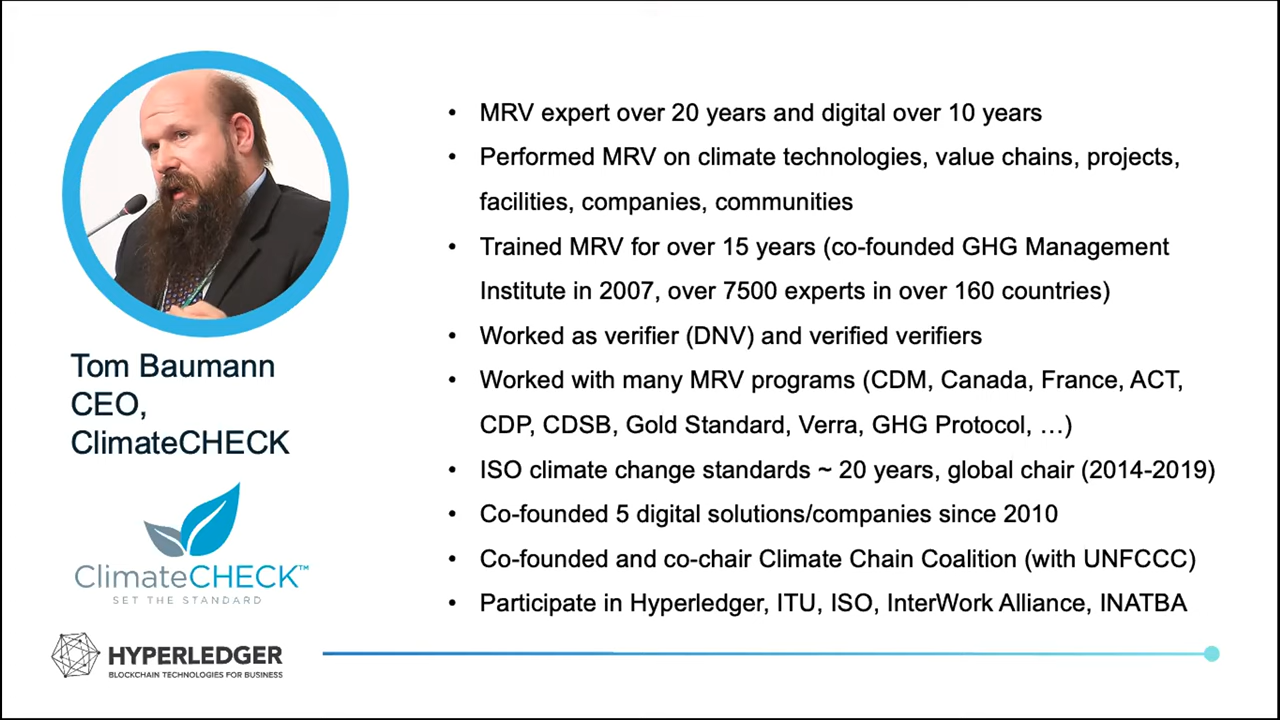 • MRV expert over 20 years and digital over 10 years
• Performed MRV on climate technologies, value chains, projects,
facilities, companies, communities
• Trained MRV for over 15 years (co-founded GHG Management
Institute in 2007, over 7500 experts in over 160 countries)
• Worked as verifier (DNV) and verified verifiers
• Worked with many MRV programs (CDM, Canada, France, ACT,
CDP, CDSB, Gold Standard, Verra, GHG Protocol, …)
• ISO climate change standards ~ 20 years, global chair (2014-2019)
• Co-founded 5 digital solutions/companies since 2010
• Co-founded and co-chair Climate Chain Coalition (with UNFCCC)
• Participate in Hyperledger, ITU, ISO, InterWork Alliance, INATBA
Tom Baumann
CEO,
ClimateCHECK
ClimateCHECK™
SET THE STANDARD
HYPERLEDGER
BLOCKCHAIN TECHNOLOGIES FOR BUSINESS